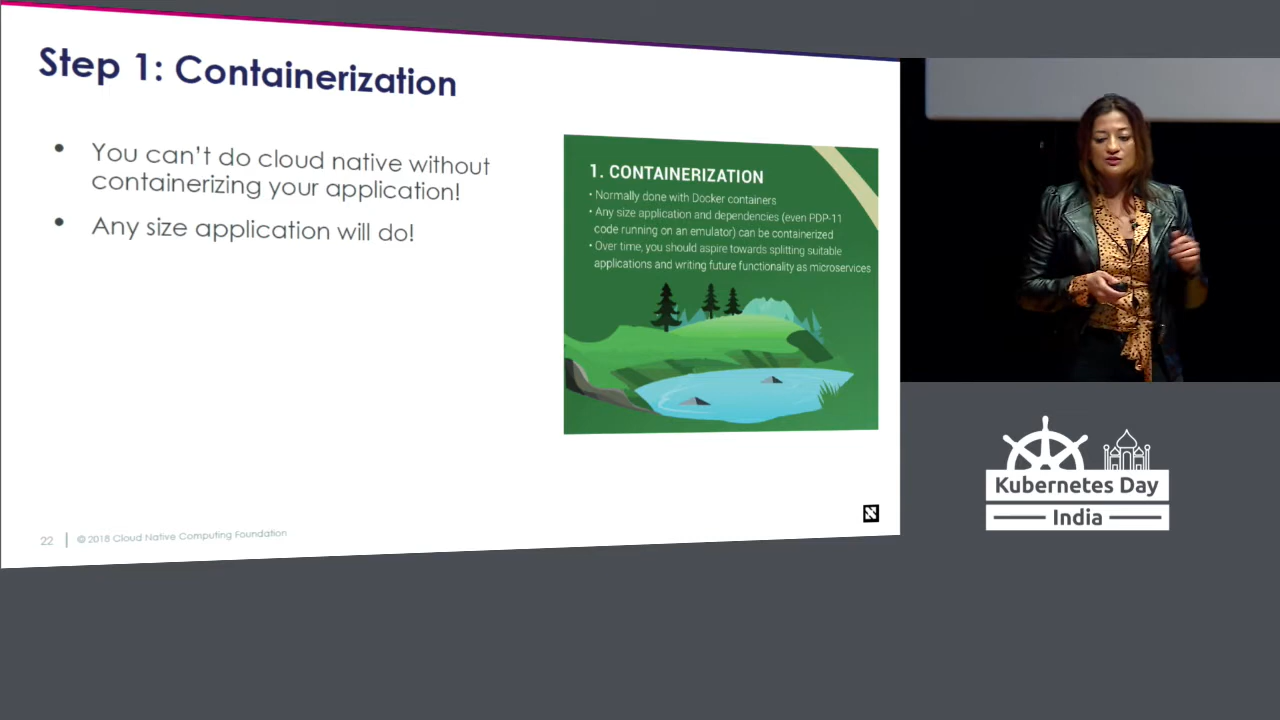 Step 1: Containerization
• You can't do cloud native without
containerizing your application!
• Any size application will do!
1. CONTAINERIZATION
• Normally done with Docker containers
• Any size application and dependencies (even PDP-11
code running on an emulator) can be containerized
• Over time, you should aspire towards splitting suitable
applications and writing future functionality as microservices
22 | © 2018 Cloud Native Computing Foundation
Kubernetes Day
India